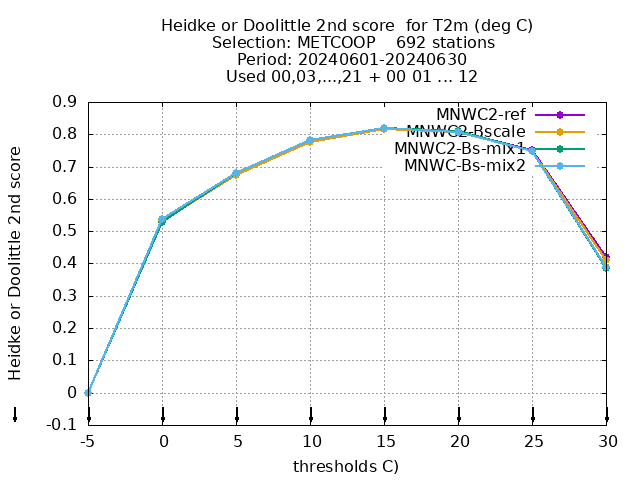 Heidke or Doolittle 2nd score  for T2m (deg C)
Selection: METCOOP    692 stations
Period: 20240601-20240630
Used 00,03,...,21 + 00 01 ... 12
MNWC2-ref
MNWC2-Bscale
MNWC2-Bs-mix1
MNWC-Bs-mix2
Heidke or Doolittle 2nd score
0.9
0.8
0.7
0.6
0.5
0.4
0.3
0.2
0.1
0
-0.1
-5 0 5 10 15 20 25 30
thresholds C)